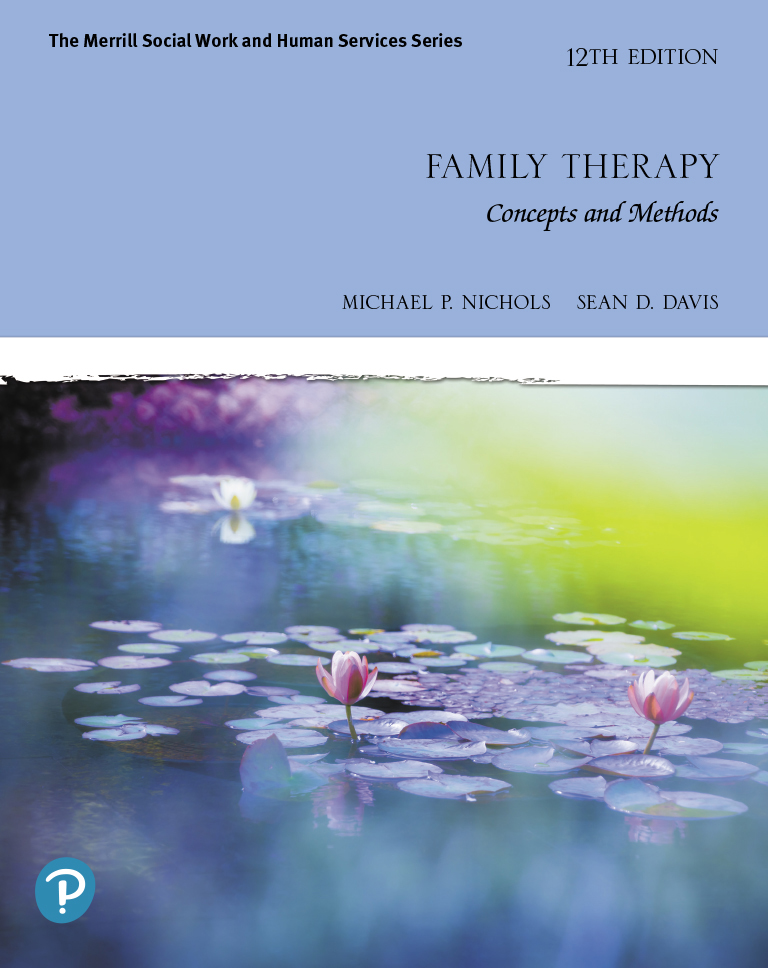 The Merrill Social Work and Human Services Series
12TH EDITION
FAMILY THERAPY
Concepts and Methods
MICHAEL P. NICHOLS SEAN D. DAVIS
P